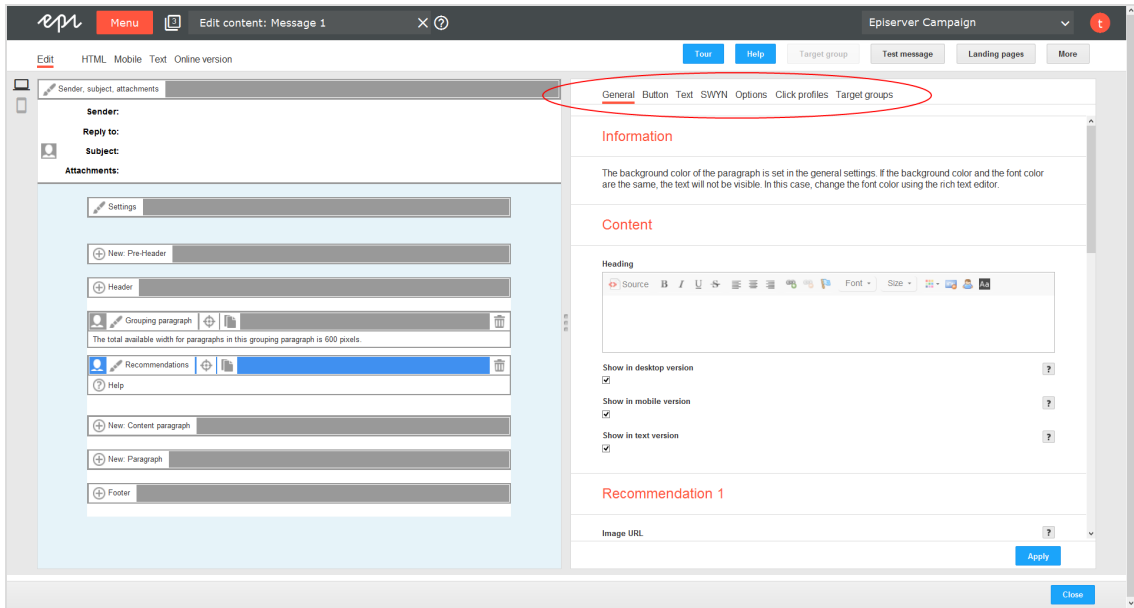 epi Menu 3 Edit content: Message 1 Episerver Campaign t
Edit HTML Mobile Text Online version Tour Help Target group Test message Landing pages More
Sender, subject, attachments
Sender:
Reply to:
Subject:
Attachments:
Settings
New: Pre-Header
Header
Grouping paragraph
The total available width for paragraphs in this grouping paragraph is 600 pixels.
Recommendations
? Help
New: Content paragraph
New: Paragraph
Footer
General Button Text SWYN Options Click profiles Target groups
Information
The background color of the paragraph is set in the general settings. If the background color and the font color
are the same, the text will not be visible. In this case, change the font color using the rich text editor.
Content
Heading
Source B I U S Font Size Aa
Show in desktop version ?
Show in mobile version ?
Show in text version ?
Recommendation 1
Image URL ?
Apply
Close